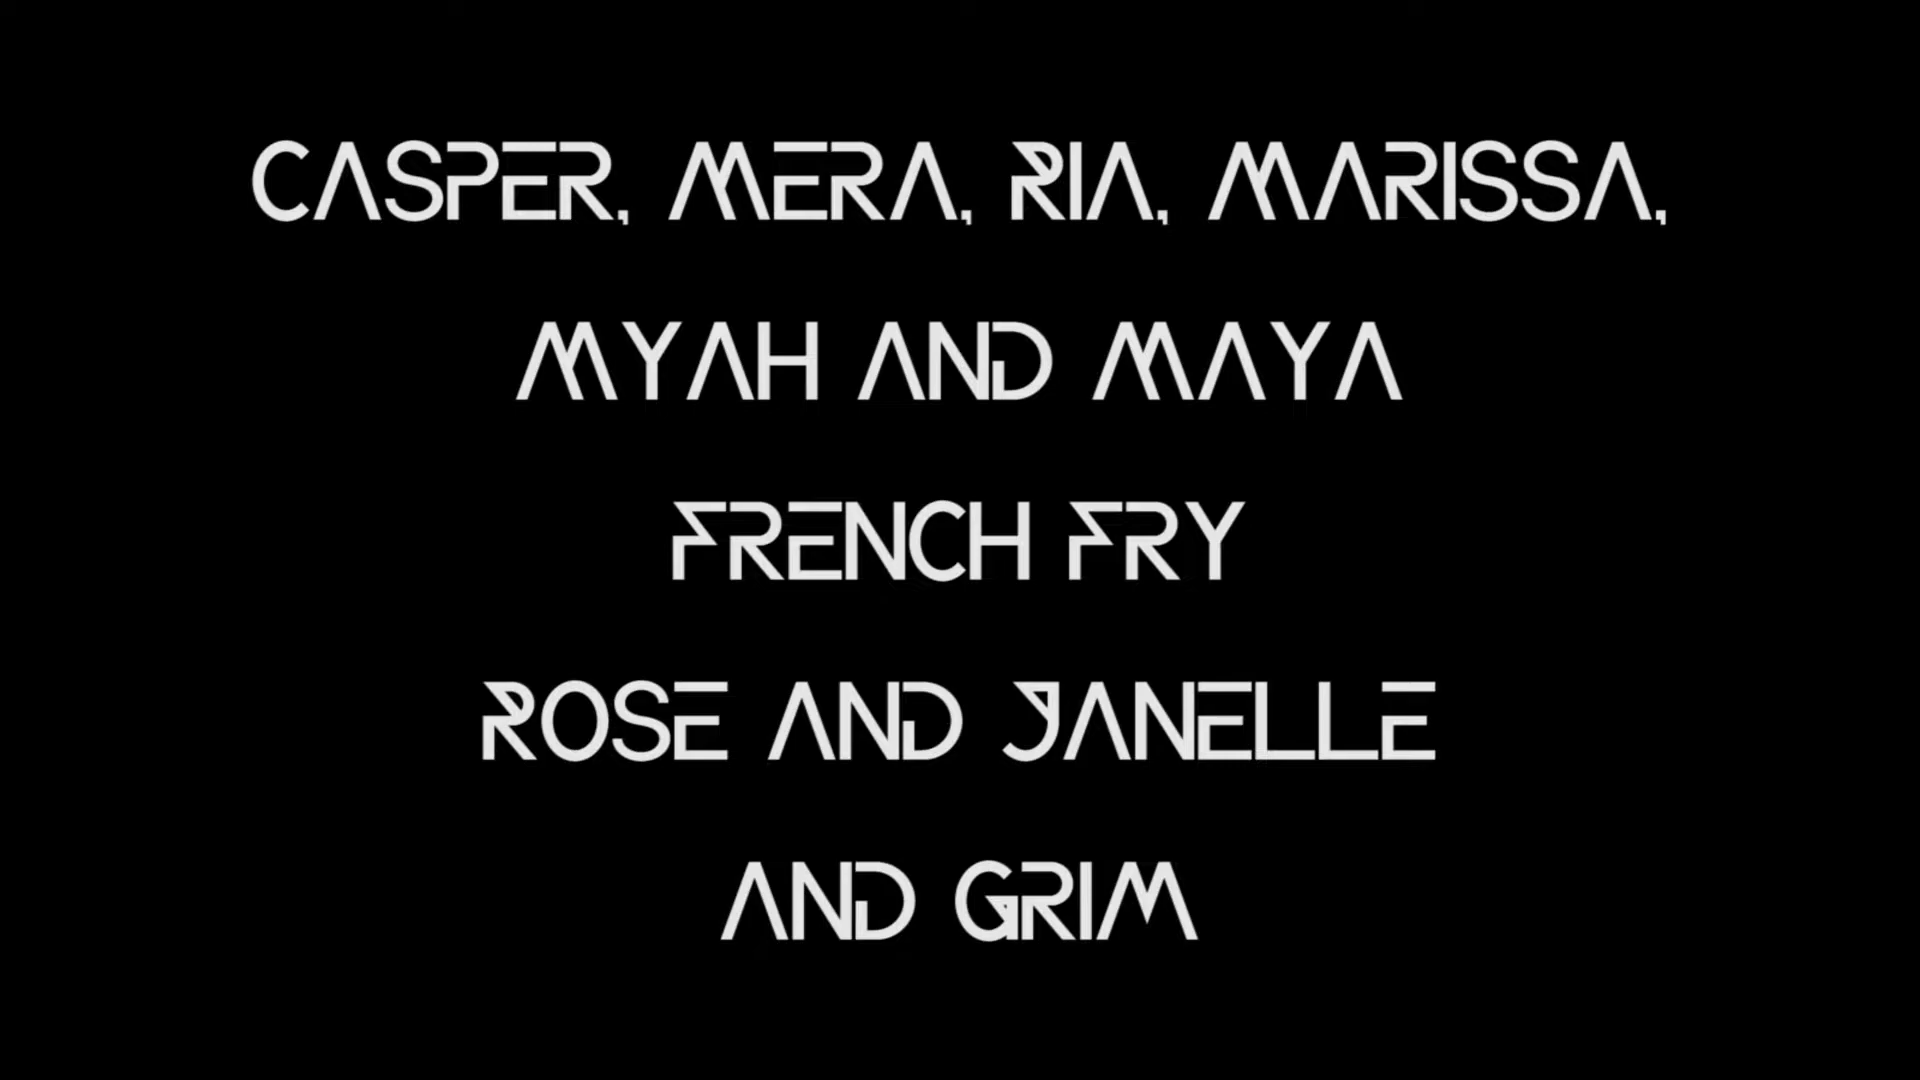 CASPER, MERA, RIA, MARISSA,
MYAH AND MAYA
FRENCH FRY
ROSE AND JANELLE
AND GRIM